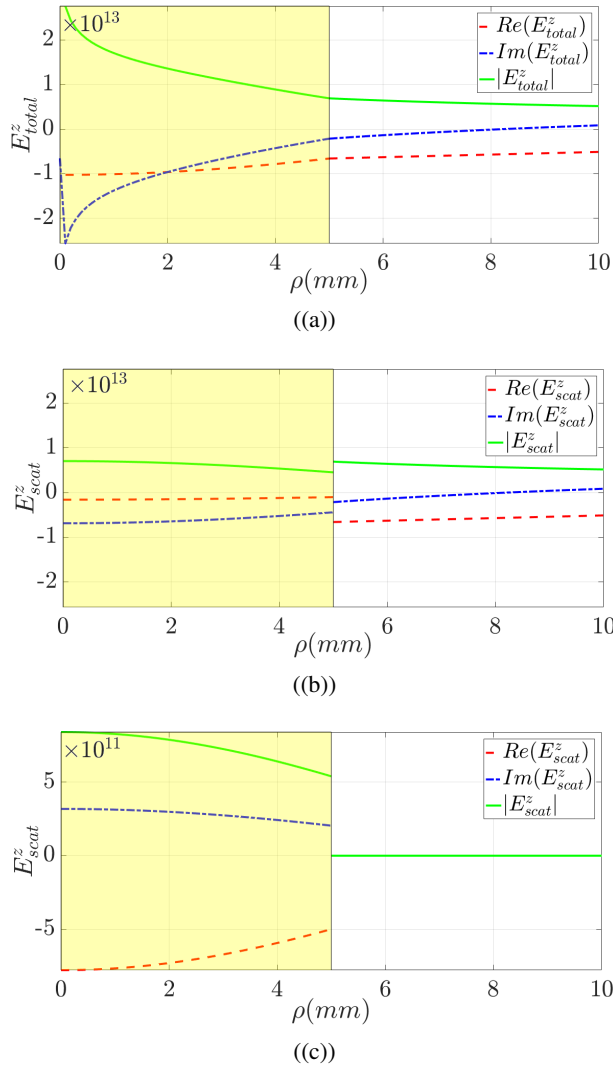 ×10^13
Re(E^z_total)
Im(E^z_total)
|E^z_total|
E^z_total
2
1
0
-1
-2
0 2 4 6 8 10
ρ(mm)
((a))
×10^13
Re(E^z_scat)
Im(E^z_scat)
|E^z_scat|
E^z_scat
2
1
0
-1
-2
0 2 4 6 8 10
ρ(mm)
((b))
×10^11
Re(E^z_scat)
Im(E^z_scat)
|E^z_scat|
E^z_scat
5
0
-5
0 2 4 6 8 10
ρ(mm)
((c))